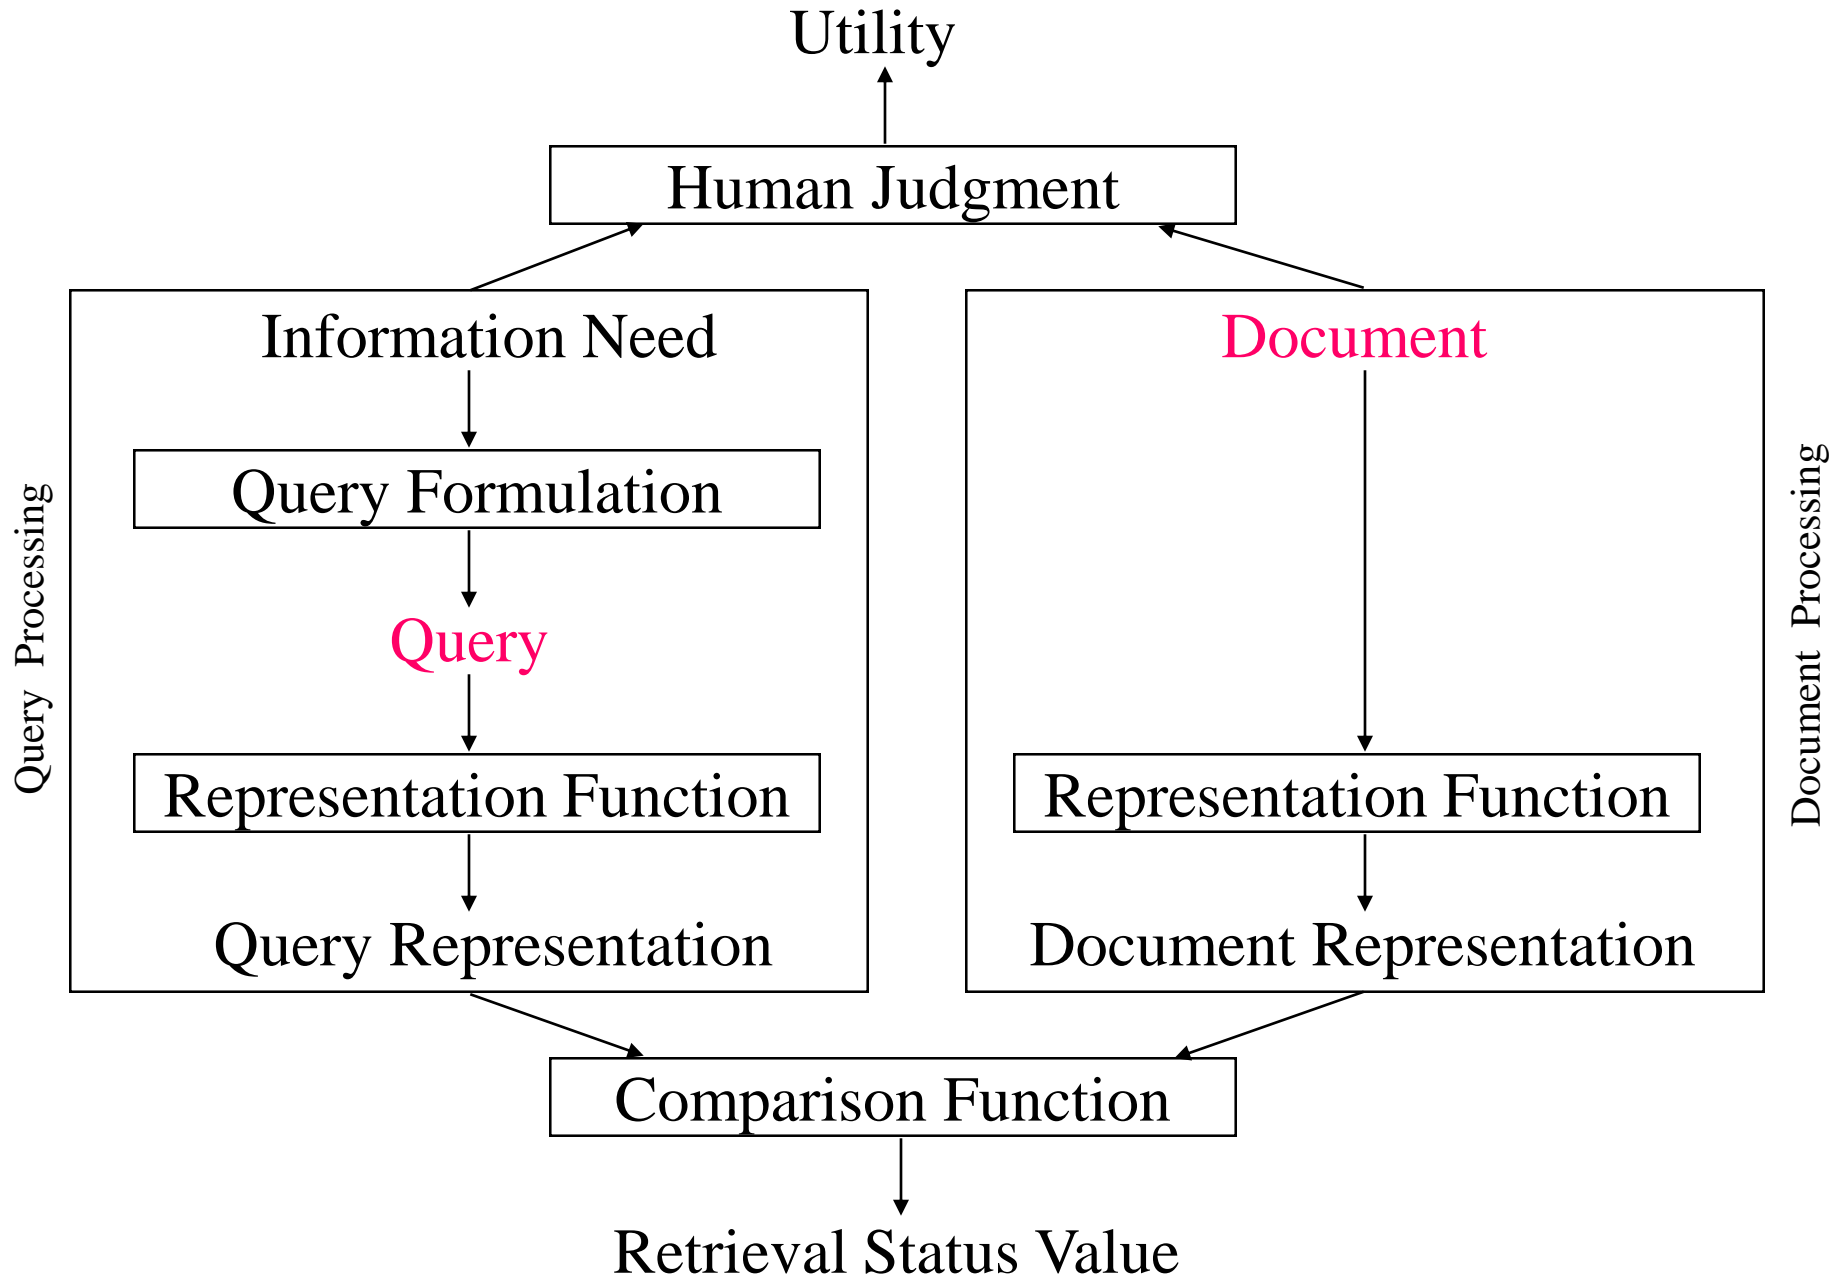 Utility
Human Judgment
Information Need
Document
Query Formulation
Query
Query Processing
Document Processing
Representation Function
Representation Function
Query Representation
Document Representation
Comparison Function
Retrieval Status Value